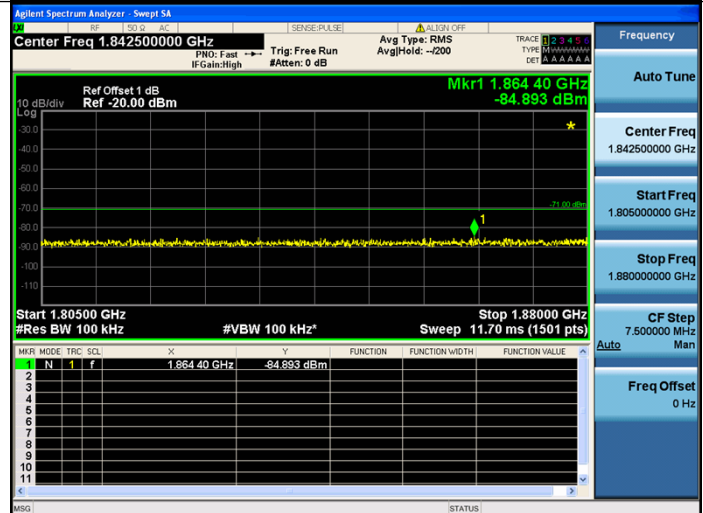 Agilent Spectrum Analyzer - Swept SA
RF 50 Ω AC SENSE:PULSE ALIGN OFF
Center Freq 1.842500000 GHz
PNO: Fast
IFGain:High
Trig: Free Run
#Atten: 0 dB
Avg Type: RMS
Avg|Hold: --/200
TRACE 1 2 3 4 5 6
TYPE M
DET A A A A A A
Ref Offset 1 dB
10 dB/div Ref -20.00 dBm
Log
Mkr1 1.864 40 GHz
-84.893 dBm
-30.0
-40.0
-50.0
-60.0
-70.0
-71.00 dBm
-80.0
1
-90.0
-100
-110
Start 1.80500 GHz Stop 1.88000 GHz
#Res BW 100 kHz #VBW 100 kHz* Sweep 11.70 ms (1501 pts)
MKR MODE TRC SCL X Y FUNCTION FUNCTION WIDTH FUNCTION VALUE
1 N 1 f 1.864 40 GHz -84.893 dBm
2
3
4
5
6
7
8
9
10
11
MSG STATUS
Frequency
Auto Tune
Center Freq
1.842500000 GHz
Start Freq
1.805000000 GHz
Stop Freq
1.880000000 GHz
CF Step
7.500000 MHz
Auto Man
Freq Offset
0 Hz